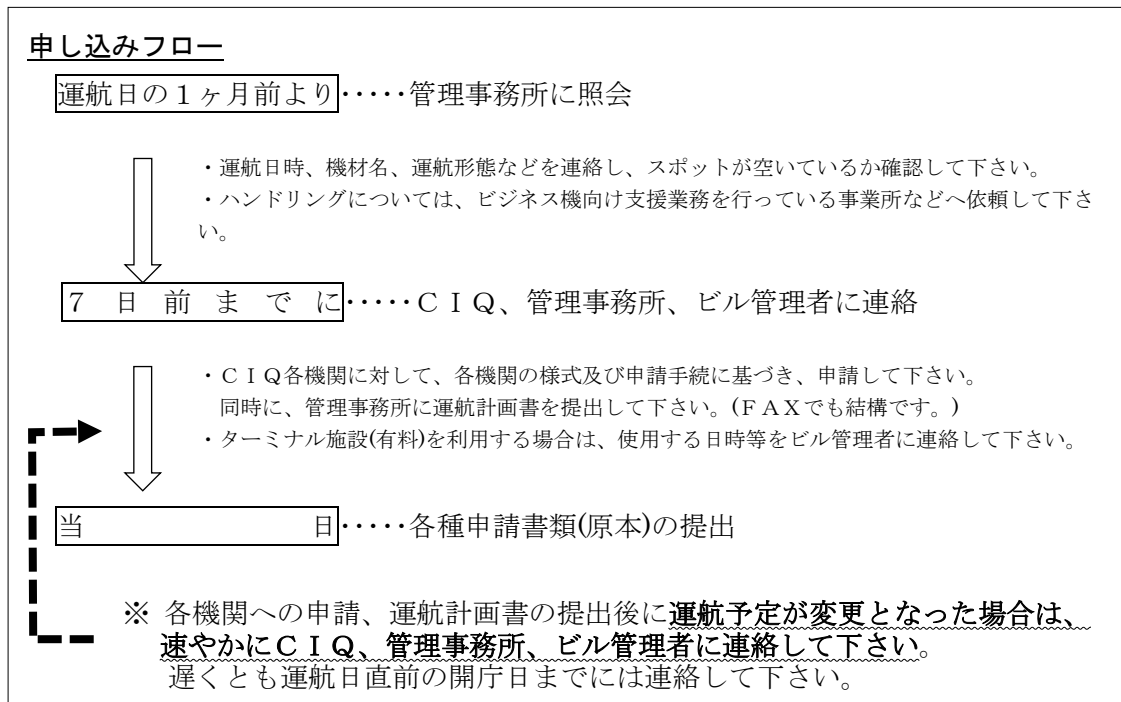 申し込みフロー
運航日の１ヶ月前より‥‥‥管理事務所に照会
・運航日時、機材名、運航形態などを連絡し、スポットが空いているか確認して下さい。
・ハンドリングについては、ビジネス機向け支援業務を行っている事業所などへ依頼して下さ
い。
７日前までに‥‥‥ＣＩＱ、管理事務所、ビル管理者に連絡
・ＣＩＱ各機関に対して、各機関の様式及び申請手続に基づき、申請して下さい。
同時に、管理事務所に運航計画書を提出して下さい。(ＦＡＸでも結構です。)
・ターミナル施設(有料)を利用する場合は、使用する日時等をビル管理者に連絡して下さい。
当日‥‥‥各種申請書類(原本)の提出
※ 各機関への申請、運航計画書の提出後に運航予定が変更となった場合は、
速やかにＣＩＱ、管理事務所、ビル管理者に連絡して下さい。
遅くとも運航日直前の開庁日までには連絡して下さい。